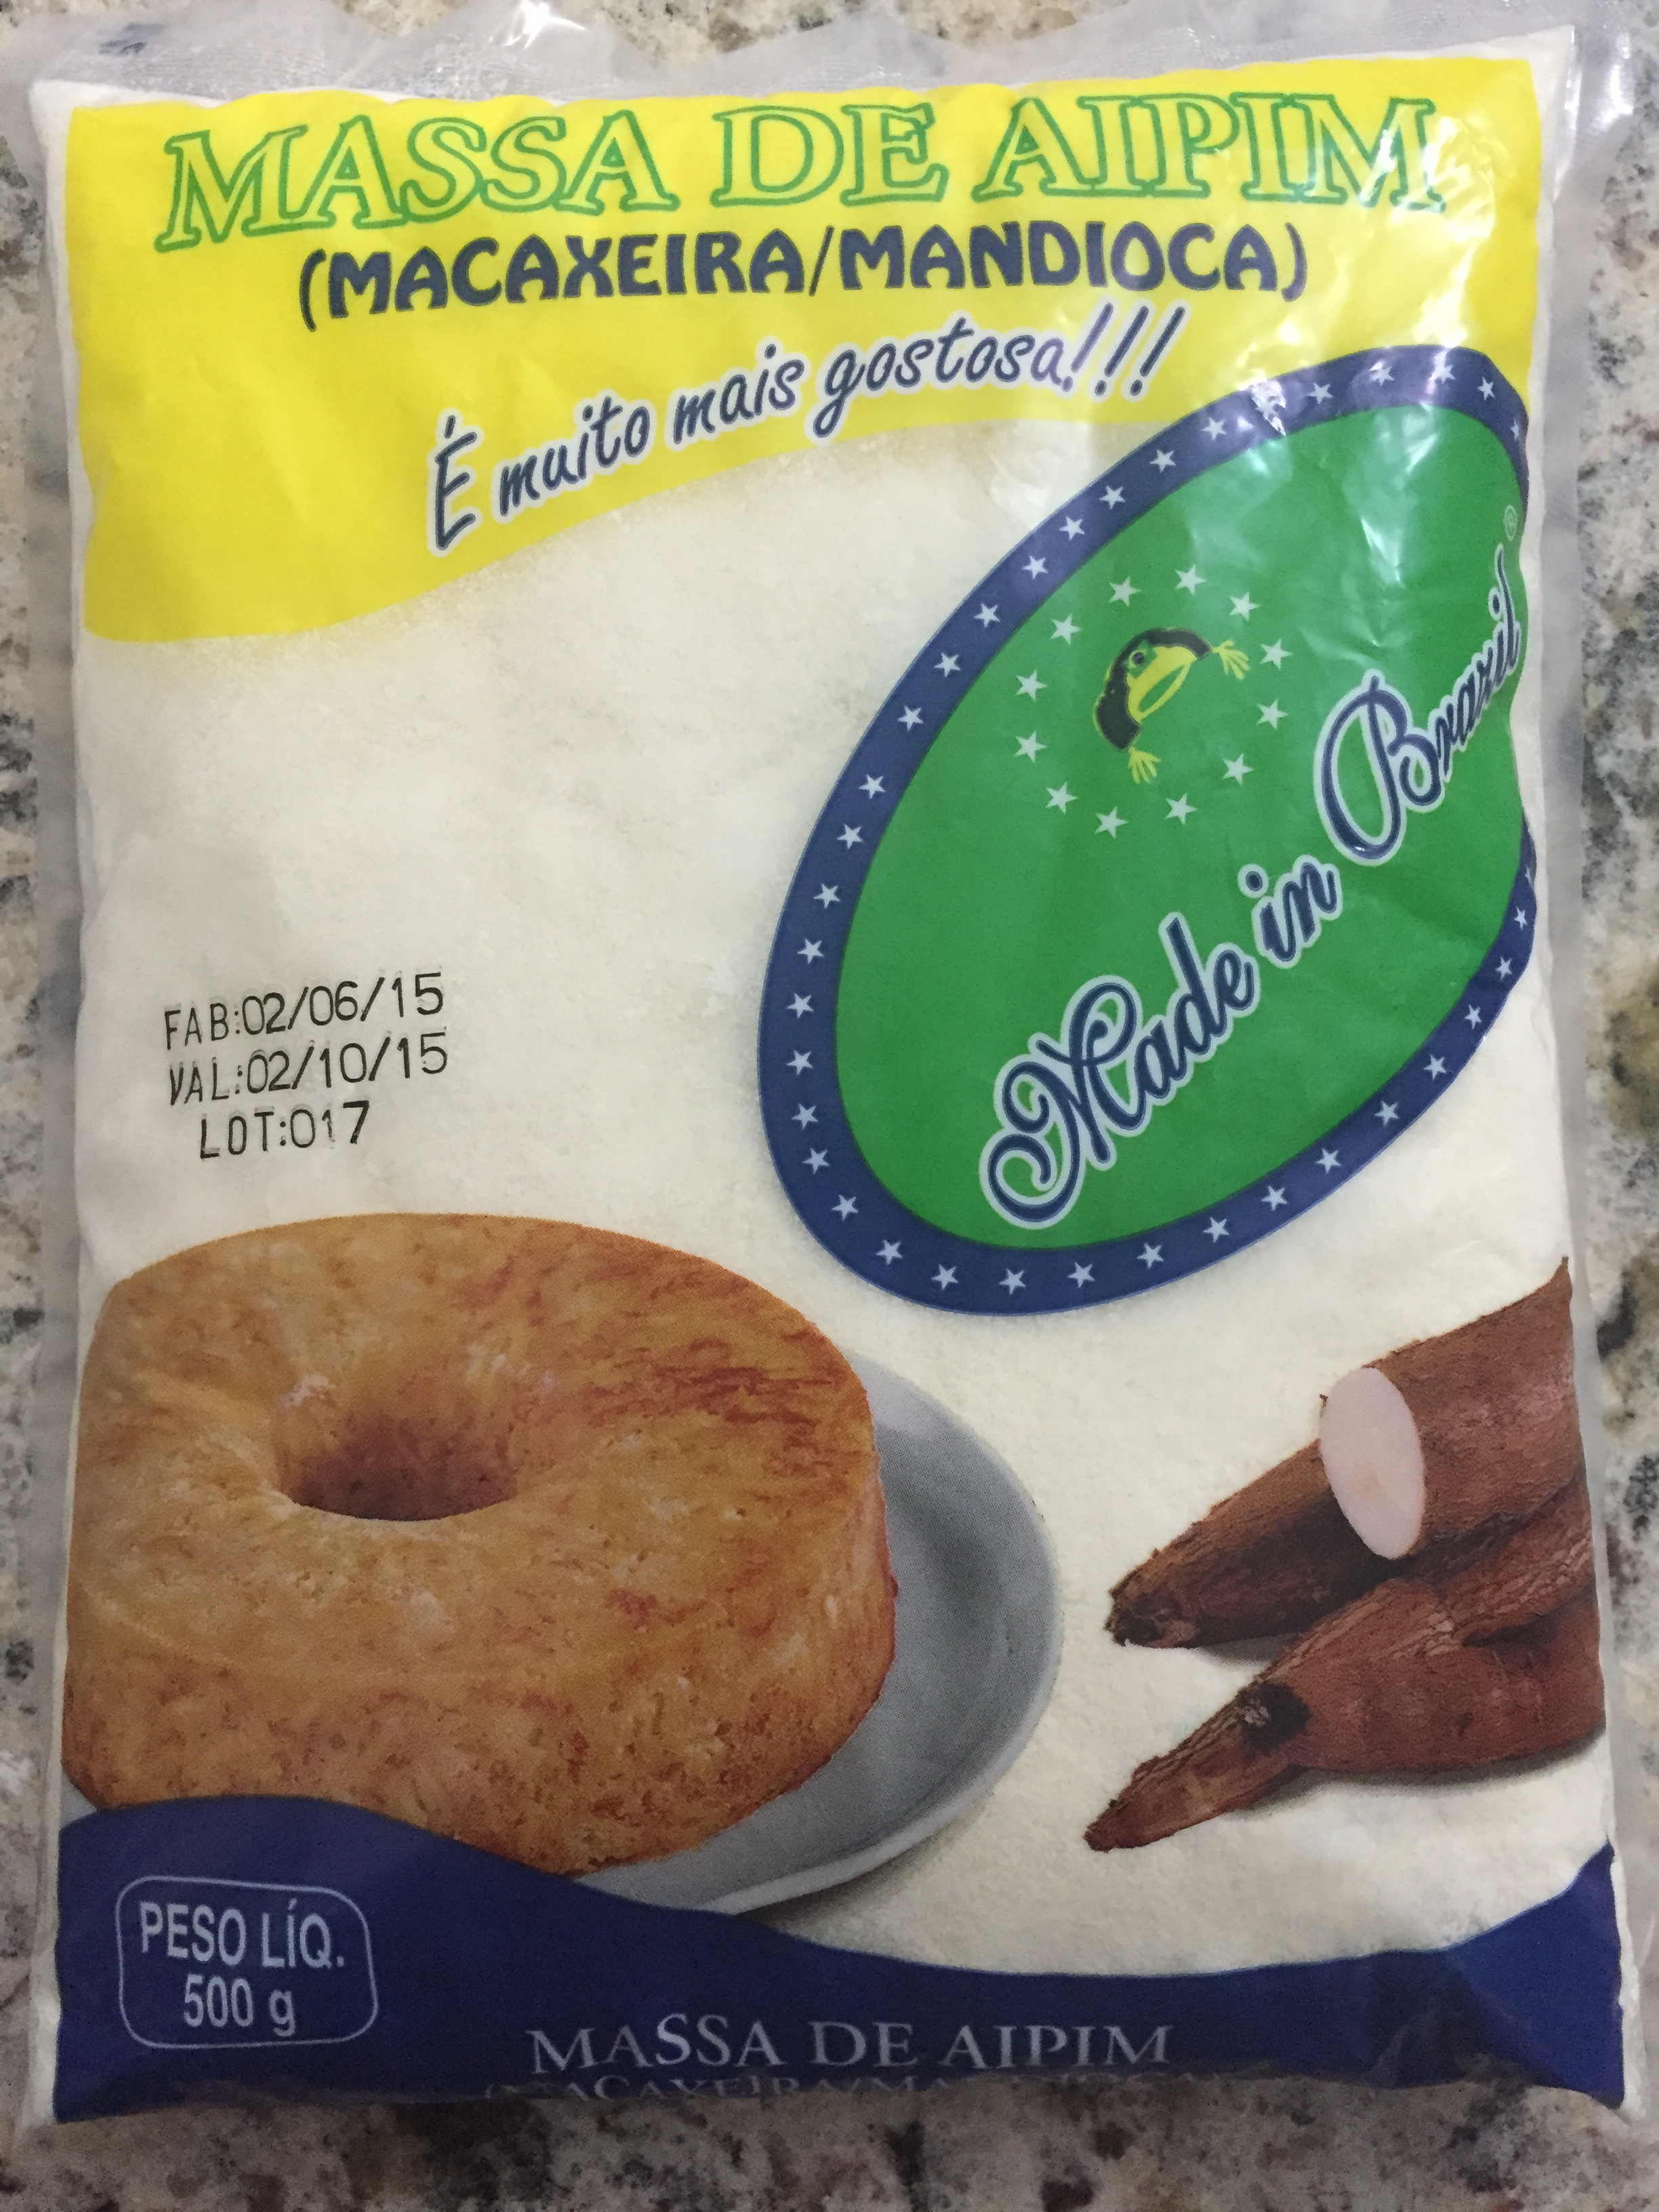 MASSA DE AIPIM
(MACAXEIRA/MANDIOCA)
É muito mais gostosa!!!
Made in Brazil ®
FAB:02/06/15
VAL:02/10/15
LOT:017
PESO LÍQ.
500 g
MASSA DE AIPIM